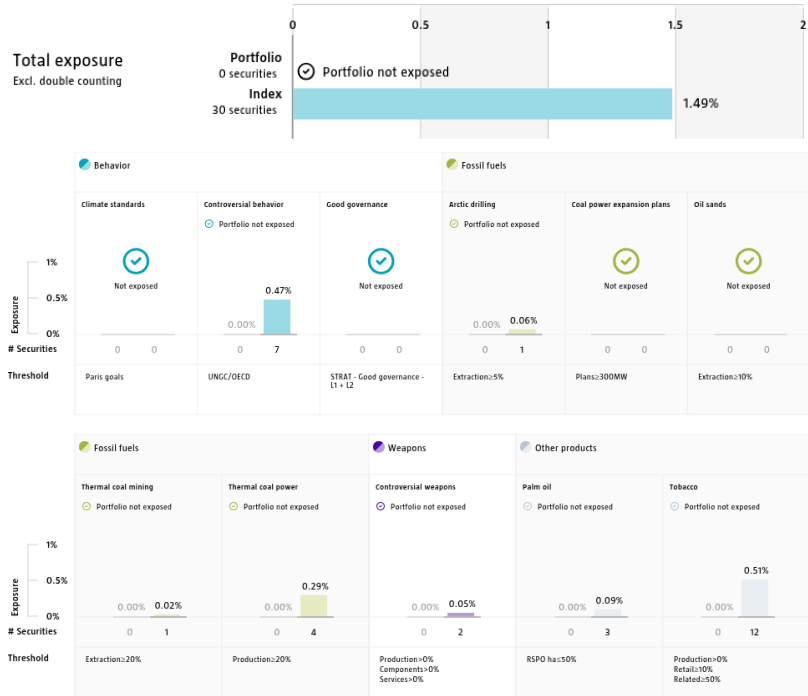 0 0.5 1 1.5 2
Total exposure
Excl. double counting
Portfolio
0 securities
Portfolio not exposed
Index
30 securities
1.49%
Behavior
Fossil fuels
Climate standards
Controversial behavior
Good governance
Arctic drilling
Coal power expansion plans
Oil sands
Portfolio not exposed
Portfolio not exposed
Not exposed
Not exposed
Not exposed
Not exposed
Exposure
1%
0.5%
0%
0.00% 0.47%
0.00% 0.06%
# Securities
0 0
0 7
0 0
0 1
0 0
0 0
Threshold
Paris goals
UNGC/OECD
STRAT - Good governance -
L1 + L2
Extraction≥5%
Plans≥300MW
Extraction≥10%
Fossil fuels
Weapons
Other products
Thermal coal mining
Thermal coal power
Controversial weapons
Palm oil
Tobacco
Portfolio not exposed
Portfolio not exposed
Portfolio not exposed
Portfolio not exposed
Portfolio not exposed
Exposure
1%
0.5%
0%
0.00% 0.02%
0.00% 0.29%
0.00% 0.05%
0.00% 0.09%
0.00% 0.51%
# Securities
0 1
0 4
0 2
0 3
0 12
Threshold
Extraction≥20%
Production≥20%
Production>0%
Components>0%
Services>0%
RSPO ha≤50%
Production>0%
Retail≥10%
Related≥50%